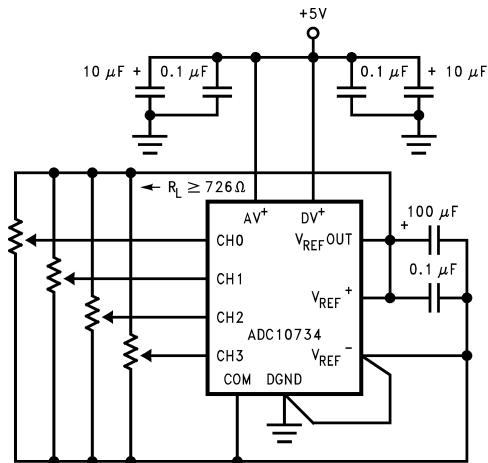 +5V
10 µF + 0.1 µF 0.1 µF + 10 µF
R_L ≥ 726Ω
AV+ DV+
+ 100 µF
CH0 V_REF OUT
0.1 µF
CH1
V_REF+
CH2
ADC10734
CH3 V_REF−
COM DGND